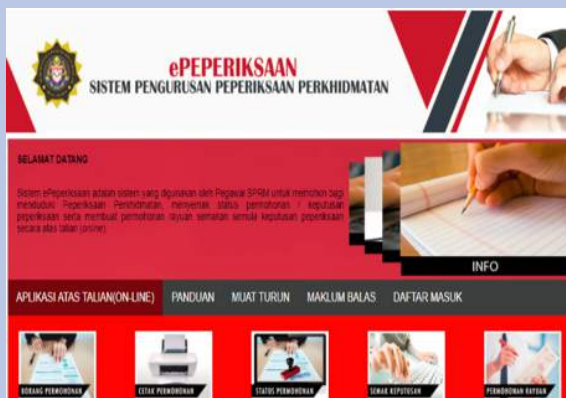 ePEPERIKSAAN
SISTEM PENGURUSAN PEPERIKSAAN PERKHIDMATAN
SELAMAT DATANG
Sistem ePeperiksaan adalah sistem yang digunakan oleh Pegawai SPRM untuk memohon bagi
menduduki Peperiksaan Perkhidmatan, menyemak status permohonan / keputusan
peperiksaan serta membuat permohonan rayuan semakan semula keputusan peperiksaan
secara atas talian (online).
INFO
APLIKASI ATAS TALIAN(ON-LINE) PANDUAN MUAT TURUN MAKLUM BALAS DAFTAR MASUK
BORANG PERMOHONAN CETAK PERMOHONAN STATUS PERMOHONAN SEMAK KEPUTUSAN PERMOHONAN RAYUAN